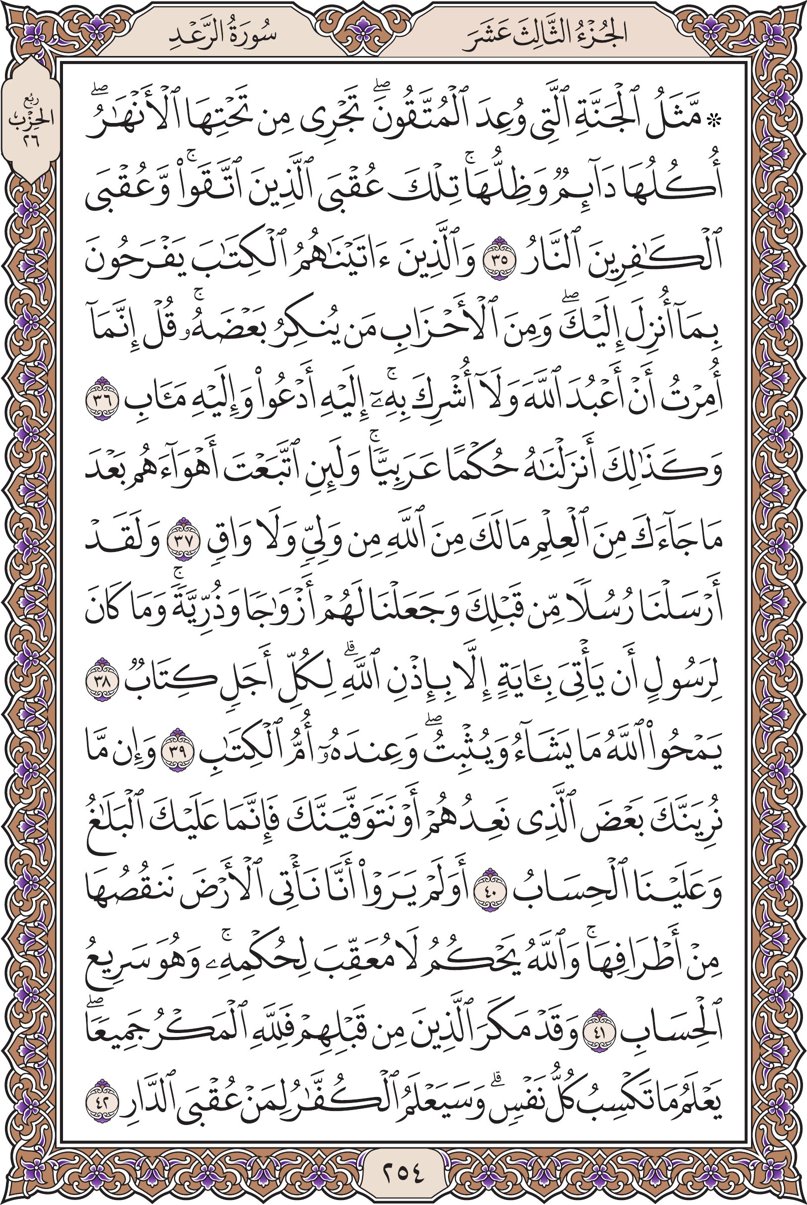 الجُزْءُ الثَّالِثَ عَشَرَ
سُورَةُ الرَّعْدِ
رُبْع
الحِزْب
٢٦
۞ مَّثَلُ ٱلْجَنَّةِ ٱلَّتِى وُعِدَ ٱلْمُتَّقُونَۖ تَجْرِى مِن تَحْتِهَا ٱلْأَنْهَٰرُۖ
أُكُلُهَا دَآئِمٌ وَظِلُّهَاۚ تِلْكَ عُقْبَى ٱلَّذِينَ ٱتَّقَوا۟ۚ وَّعُقْبَى
ٱلْكَٰفِرِينَ ٱلنَّارُ ٣٥ وَٱلَّذِينَ ءَاتَيْنَٰهُمُ ٱلْكِتَٰبَ يَفْرَحُونَ
بِمَآ أُنزِلَ إِلَيْكَۖ وَمِنَ ٱلْأَحْزَابِ مَن يُنكِرُ بَعْضَهُۥۚ قُلْ إِنَّمَآ
أُمِرْتُ أَنْ أَعْبُدَ ٱللَّهَ وَلَآ أُشْرِكَ بِهِۦٓۚ إِلَيْهِ أَدْعُوا۟ وَإِلَيْهِ مَـَٔابِ ٣٦
وَكَذَٰلِكَ أَنزَلْنَٰهُ حُكْمًا عَرَبِيًّاۚ وَلَئِنِ ٱتَّبَعْتَ أَهْوَآءَهُم بَعْدَ
مَا جَآءَكَ مِنَ ٱلْعِلْمِ مَا لَكَ مِنَ ٱللَّهِ مِن وَلِىٍّ وَلَا وَاقٍ ٣٧ وَلَقَدْ
أَرْسَلْنَا رُسُلًا مِّن قَبْلِكَ وَجَعَلْنَا لَهُمْ أَزْوَٰجًا وَذُرِّيَّةًۚ وَمَا كَانَ
لِرَسُولٍ أَن يَأْتِىَ بِـَٔايَةٍ إِلَّا بِإِذْنِ ٱللَّهِۗ لِكُلِّ أَجَلٍ كِتَابٌ ٣٨
يَمْحُوا۟ ٱللَّهُ مَا يَشَآءُ وَيُثْبِتُۖ وَعِندَهُۥٓ أُمُّ ٱلْكِتَٰبِ ٣٩ وَإِن مَّا
نُرِيَنَّكَ بَعْضَ ٱلَّذِى نَعِدُهُمْ أَوْ نَتَوَفَّيَنَّكَ فَإِنَّمَا عَلَيْكَ ٱلْبَلَٰغُ
وَعَلَيْنَا ٱلْحِسَابُ ٤٠ أَوَلَمْ يَرَوْا۟ أَنَّا نَأْتِى ٱلْأَرْضَ نَنقُصُهَا
مِنْ أَطْرَافِهَاۚ وَٱللَّهُ يَحْكُمُ لَا مُعَقِّبَ لِحُكْمِهِۦۚ وَهُوَ سَرِيعُ
ٱلْحِسَابِ ٤١ وَقَدْ مَكَرَ ٱلَّذِينَ مِن قَبْلِهِمْ فَلِلَّهِ ٱلْمَكْرُ جَمِيعًاۖ
يَعْلَمُ مَا تَكْسِبُ كُلُّ نَفْسٍۗ وَسَيَعْلَمُ ٱلْكُفَّٰرُ لِمَنْ عُقْبَى ٱلدَّارِ ٤٢
٢٥٤